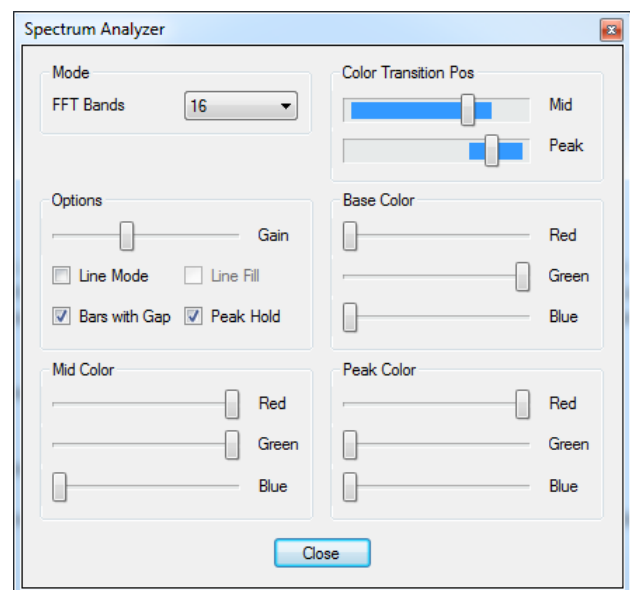 Spectrum Analyzer
Mode
FFT Bands 16
Color Transition Pos
Mid
Peak
Options
Gain
Line Mode Line Fill
Bars with Gap Peak Hold
Base Color
Red
Green
Blue
Mid Color
Red
Green
Blue
Peak Color
Red
Green
Blue
Close